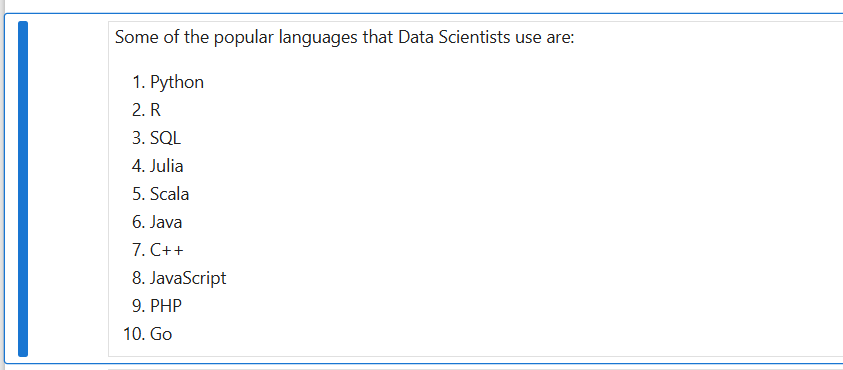 Some of the popular languages that Data Scientists use are:
1. Python
2. R
3. SQL
4. Julia
5. Scala
6. Java
7. C++
8. JavaScript
9. PHP
10. Go